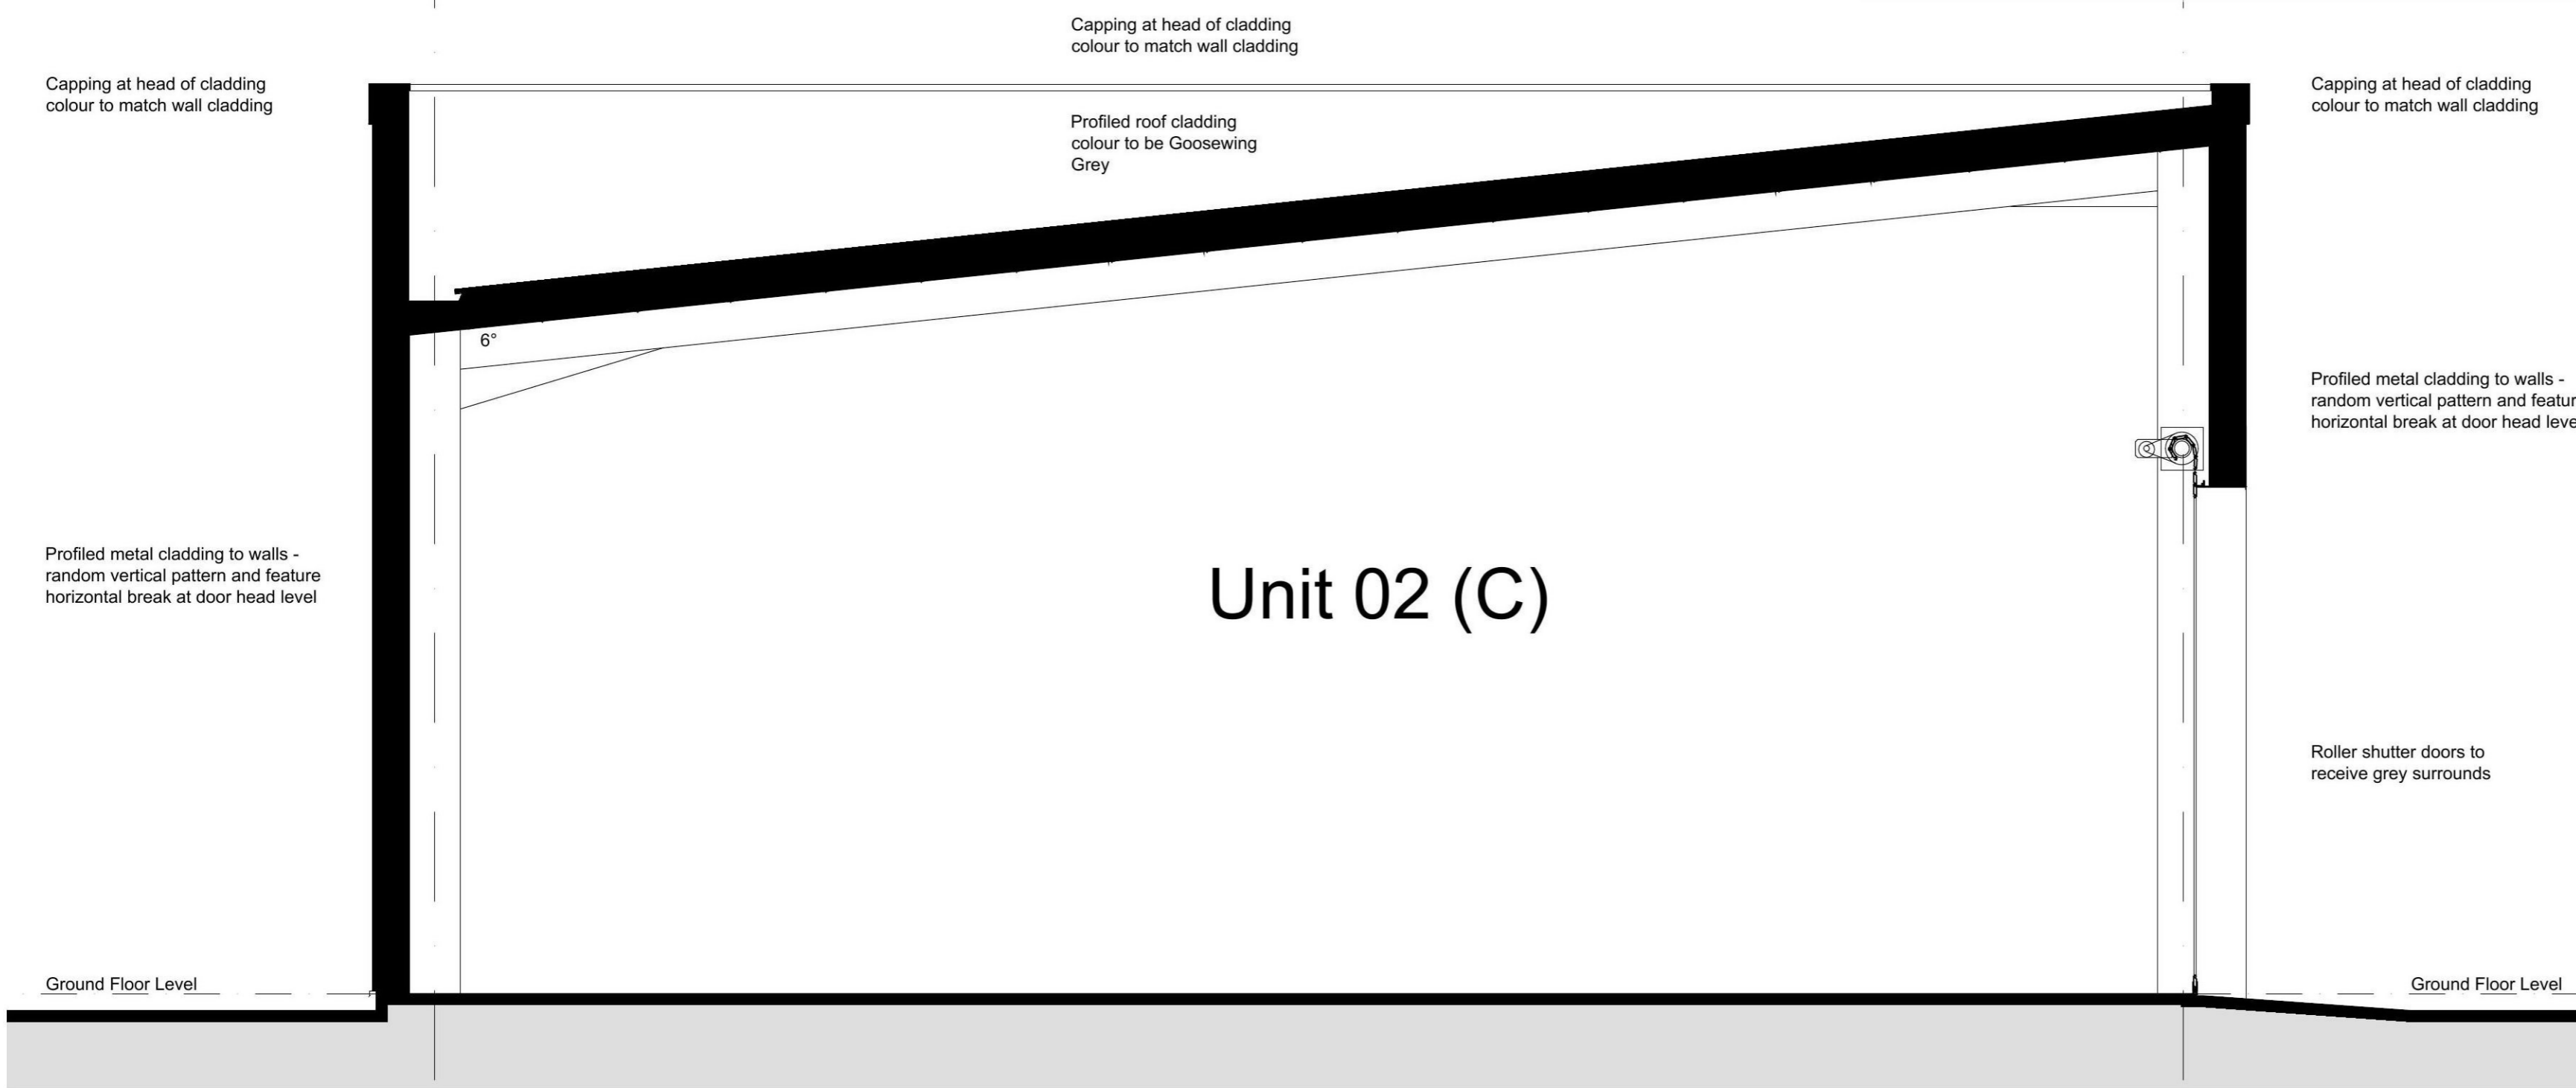 Capping at head of cladding
colour to match wall cladding
Capping at head of cladding
colour to match wall cladding
Capping at head of cladding
colour to match wall cladding
Profiled roof cladding
colour to be Goosewing
Grey
6°
Profiled metal cladding to walls -
random vertical pattern and featur
horizontal break at door head leve
Profiled metal cladding to walls -
random vertical pattern and feature
horizontal break at door head level
Unit 02 (C)
Roller shutter doors to
receive grey surrounds
Ground Floor Level
Ground Floor Level